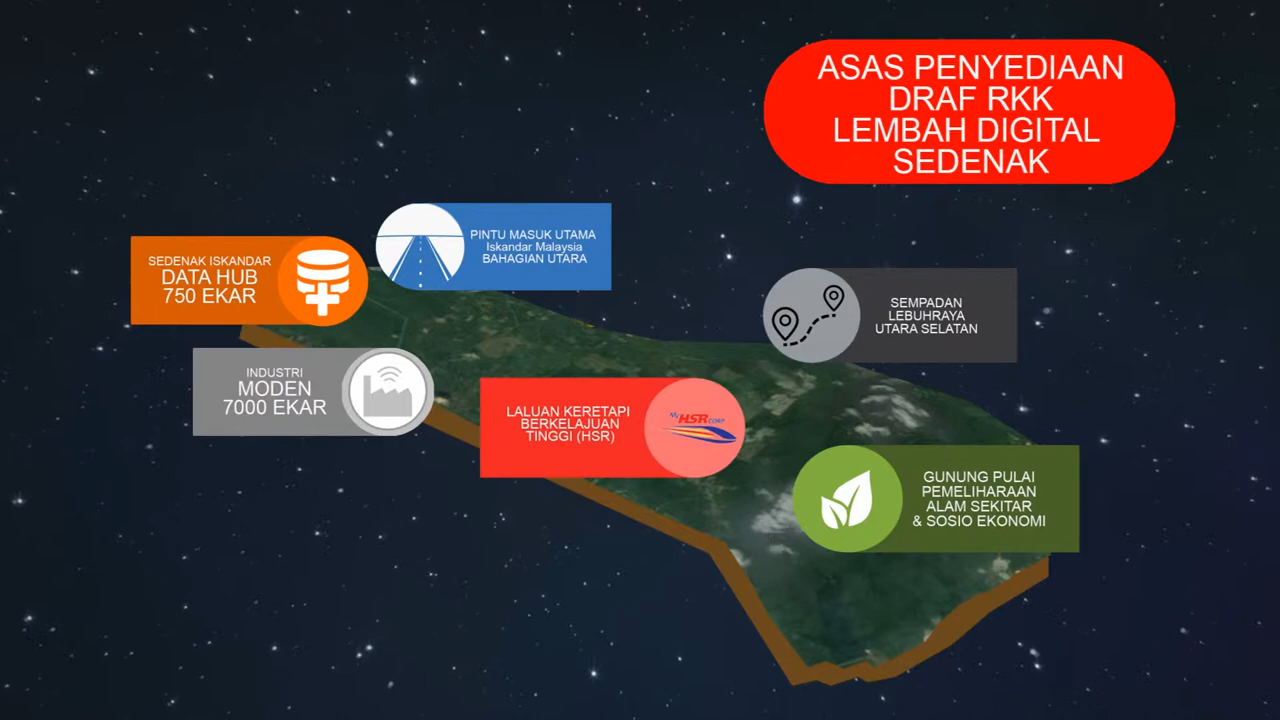 ASAS PENYEDIAAN
DRAF RKK
LEMBAH DIGITAL
SEDENAK
PINTU MASUK UTAMA
Iskandar Malaysia
BAHAGIAN UTARA
SEDENAK ISKANDAR
DATA HUB
750 EKAR
SEMPADAN
LEBUHRAYA
UTARA SELATAN
INDUSTRI
MODEN
7000 EKAR
LALUAN KERETAPI
BERKELAJUAN
TINGGI (HSR)
My HSR CORP
GUNUNG PULAI
PEMELIHARAAN
ALAM SEKITAR
& SOSIO EKONOMI